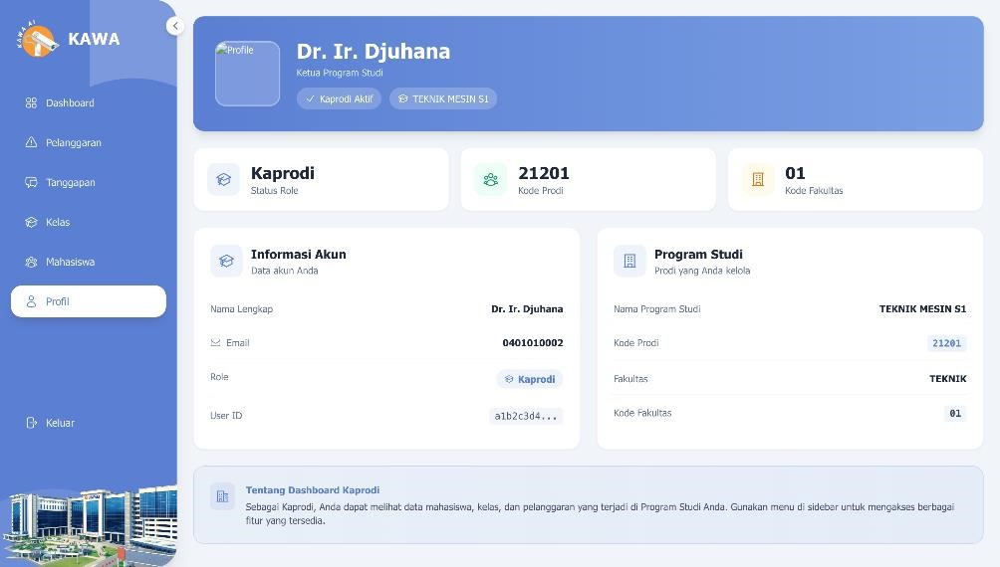 KAWA AI
KAWA
Dashboard
Pelanggaran
Tanggapan
Kelas
Mahasiswa
Profil
Keluar
Profile
Dr. Ir. Djuhana
Ketua Program Studi
Kaprodi Aktif
TEKNIK MESIN S1
Kaprodi
Status Role
21201
Kode Prodi
01
Kode Fakultas
Informasi Akun
Data akun Anda
Nama Lengkap
Dr. Ir. Djuhana
Email
0401010002
Role
Kaprodi
User ID
a1b2c3d4...
Program Studi
Prodi yang Anda kelola
Nama Program Studi
TEKNIK MESIN S1
Kode Prodi
21201
Fakultas
TEKNIK
Kode Fakultas
01
Tentang Dashboard Kaprodi
Sebagai Kaprodi, Anda dapat melihat data mahasiswa, kelas, dan pelanggaran yang terjadi di Program Studi Anda. Gunakan menu di sidebar untuk mengakses berbagai
fitur yang tersedia.